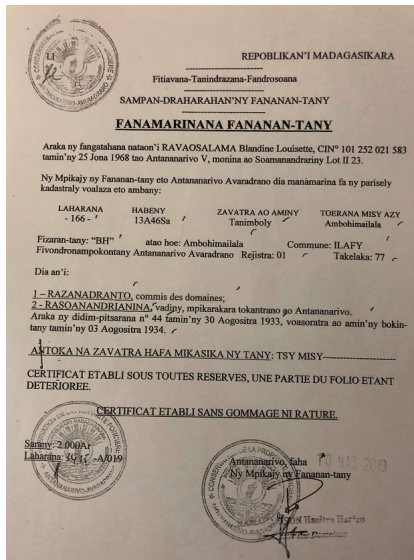 REPOBLIKAN'I MADAGASIKARA
Fitiavana-Tanindrazana-Fandrosoana
SAMPAN-DRAHARAHAN'NY FANANAN-TANY
FANAMARINANA FANANAN-TANY
Araka ny fangatahana nataon'i RAVAOSALAMA Blandine Louisette, CIN° 101 252 021 583
tamin'ny 25 Jona 1968 tao Antananarivo V, monina ao Soamanandrariny Lot II 23.
Ny Mpikajy ny Fananan-tany eto Antananarivo Avaradrano dia manàmarina fa ny parisely
kadastraly voalaza eto ambany:
LAHARANA HABENY ZAVATRA AO AMINY TOERANA MISY AZY
- 166 - 13A46Sa Tanimboly Ambohimailala
Fizaran-tany: "BH" atao hoe: Ambohimailala Commune: ILAFY
Fivondronampokontany Antananarivo Avaradrano Rejistra: 01 Takelaka: 77
Dia an'i:
1 – RAZANADRANTO, commis des domaines;
2 - RASOANANDRIANINA, vadiny, mpikarakara tokantrano ao Antananarivo.
Araka ny didim-pitsarana n° 44 tamin'ny 30 Aogositra 1933, voasoratra ao amin'ny bokin-
tany tamin'ny 03 Aogositra 1934.
ANTOKA NA ZAVATRA HAFA MIKASIKA NY TANY: TSY MISY
CERTIFICAT ETABLI SOUS TOUTES RESERVES, UNE PARTIE DU FOLIO ETANT
DETERIOREE.
CERTIFICAT ETABLI SANS GOMMAGE NI RATURE.
Sarany: 2.000Ar
Laharana: -A/019
Antananarivo, faha 10 MAI 2019
Ny Mpikajy ny Fananan-tany